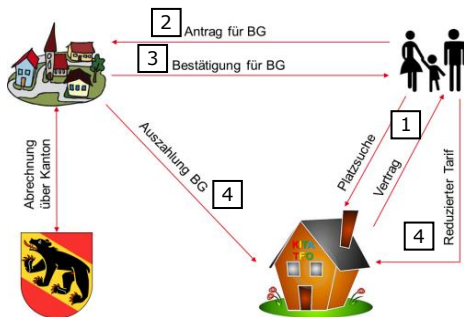 2
Antrag für BG
3
Bestätigung für BG
1
Platzsuche
Vertrag
Auszahlung BG
4
4
Reduzierter Tarif
Abrechnung
über Kanton
KITA
TFO